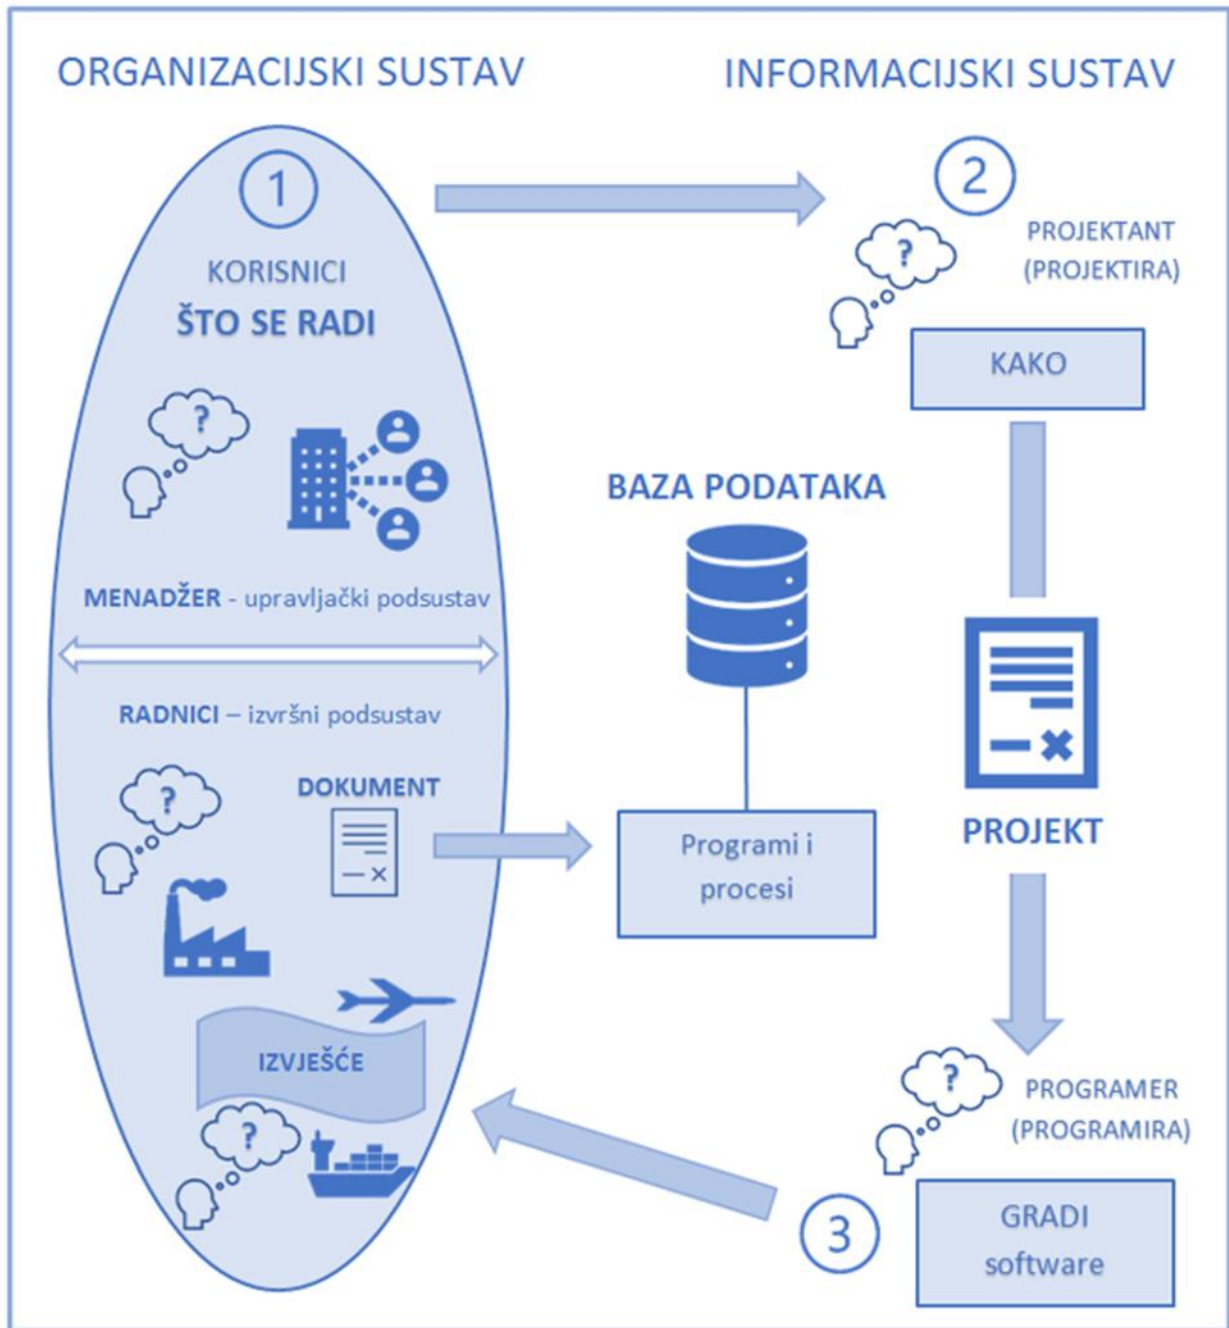 ORGANIZACIJSKI SUSTAV
INFORMACIJSKI SUSTAV
1
KORISNICI
ŠTO SE RADI
?
MENADŽER - upravljački podsustav
RADNICI – izvršni podsustav
?
DOKUMENT
IZVJEŠĆE
?
BAZA PODATAKA
Programi i
procesi
2
?
PROJEKTANT
(PROJEKTIRA)
KAKO
PROJEKT
?
PROGRAMER
(PROGRAMIRA)
3
GRADI
software